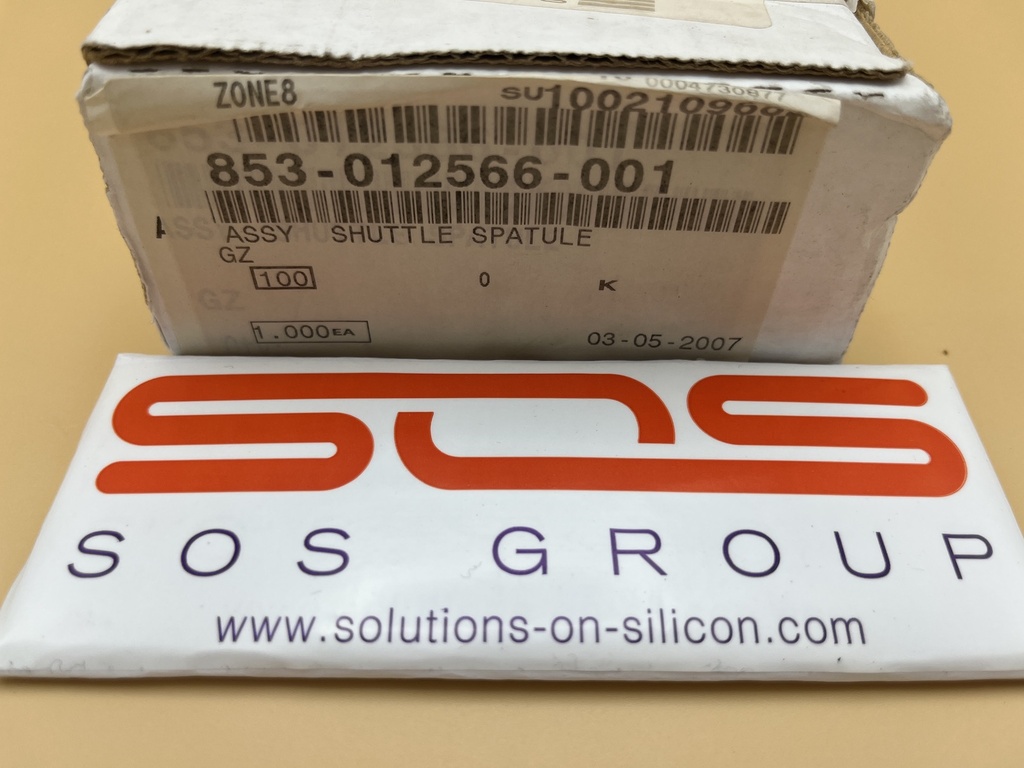 0004730677
ZONE8
853-012566-001
ASSY SHUTTLE SPATULE
GZ
100 0 K
1.000EA 03-05-2007
SOS
SOS GROUP
www.solutions-on-silicon.com